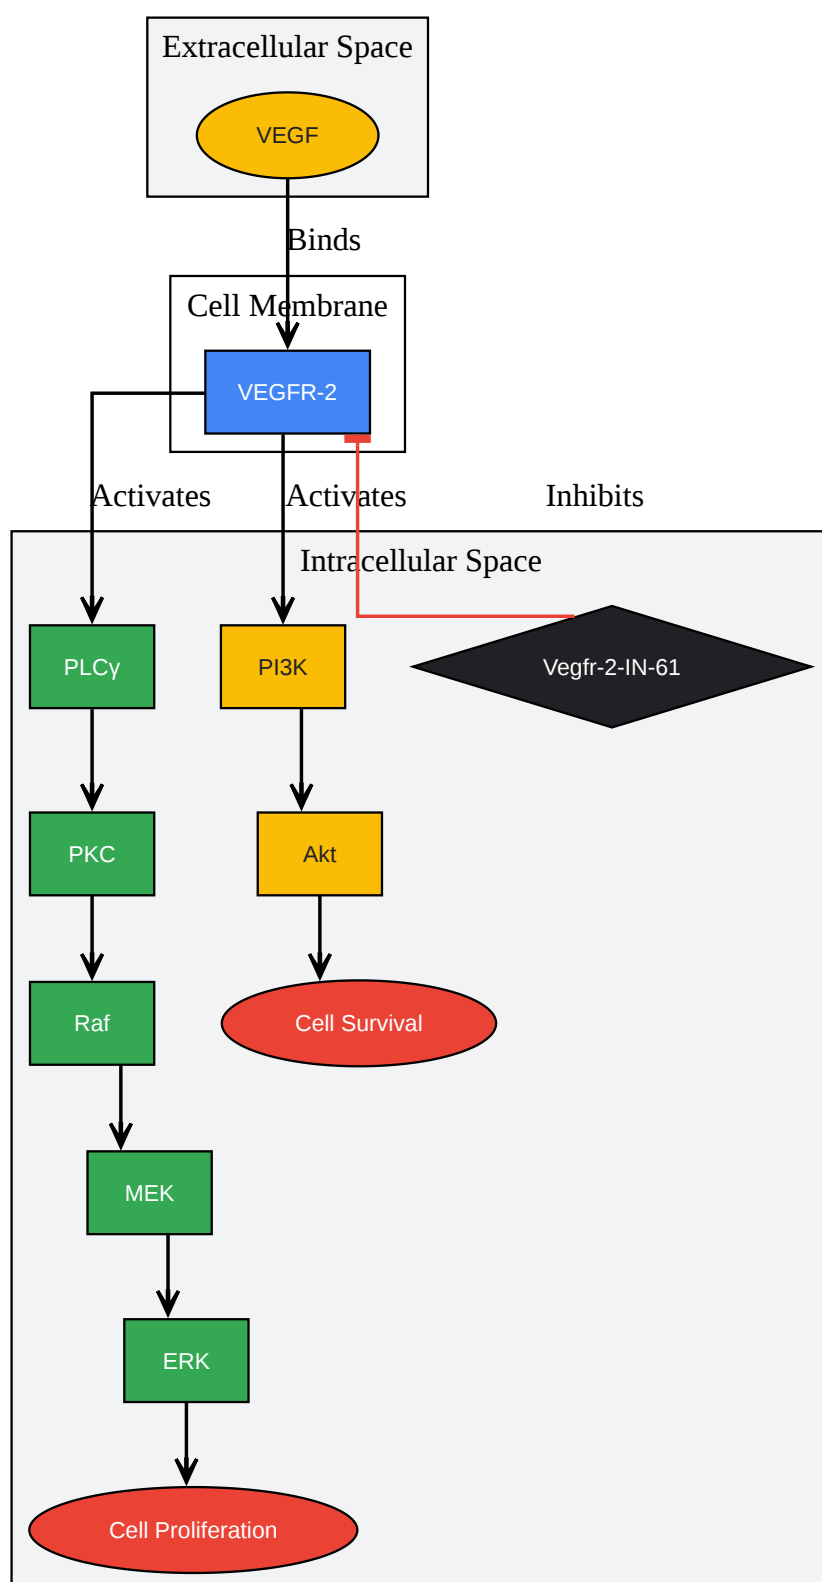 Extracellular Space
VEGF
Binds
Cell Membrane
VEGFR-2
Activates
Activates
Inhibits
Intracellular Space
PLCγ
PI3K
Vegfr-2-IN-61
PKC
Akt
Raf
Cell Survival
MEK
ERK
Cell Proliferation